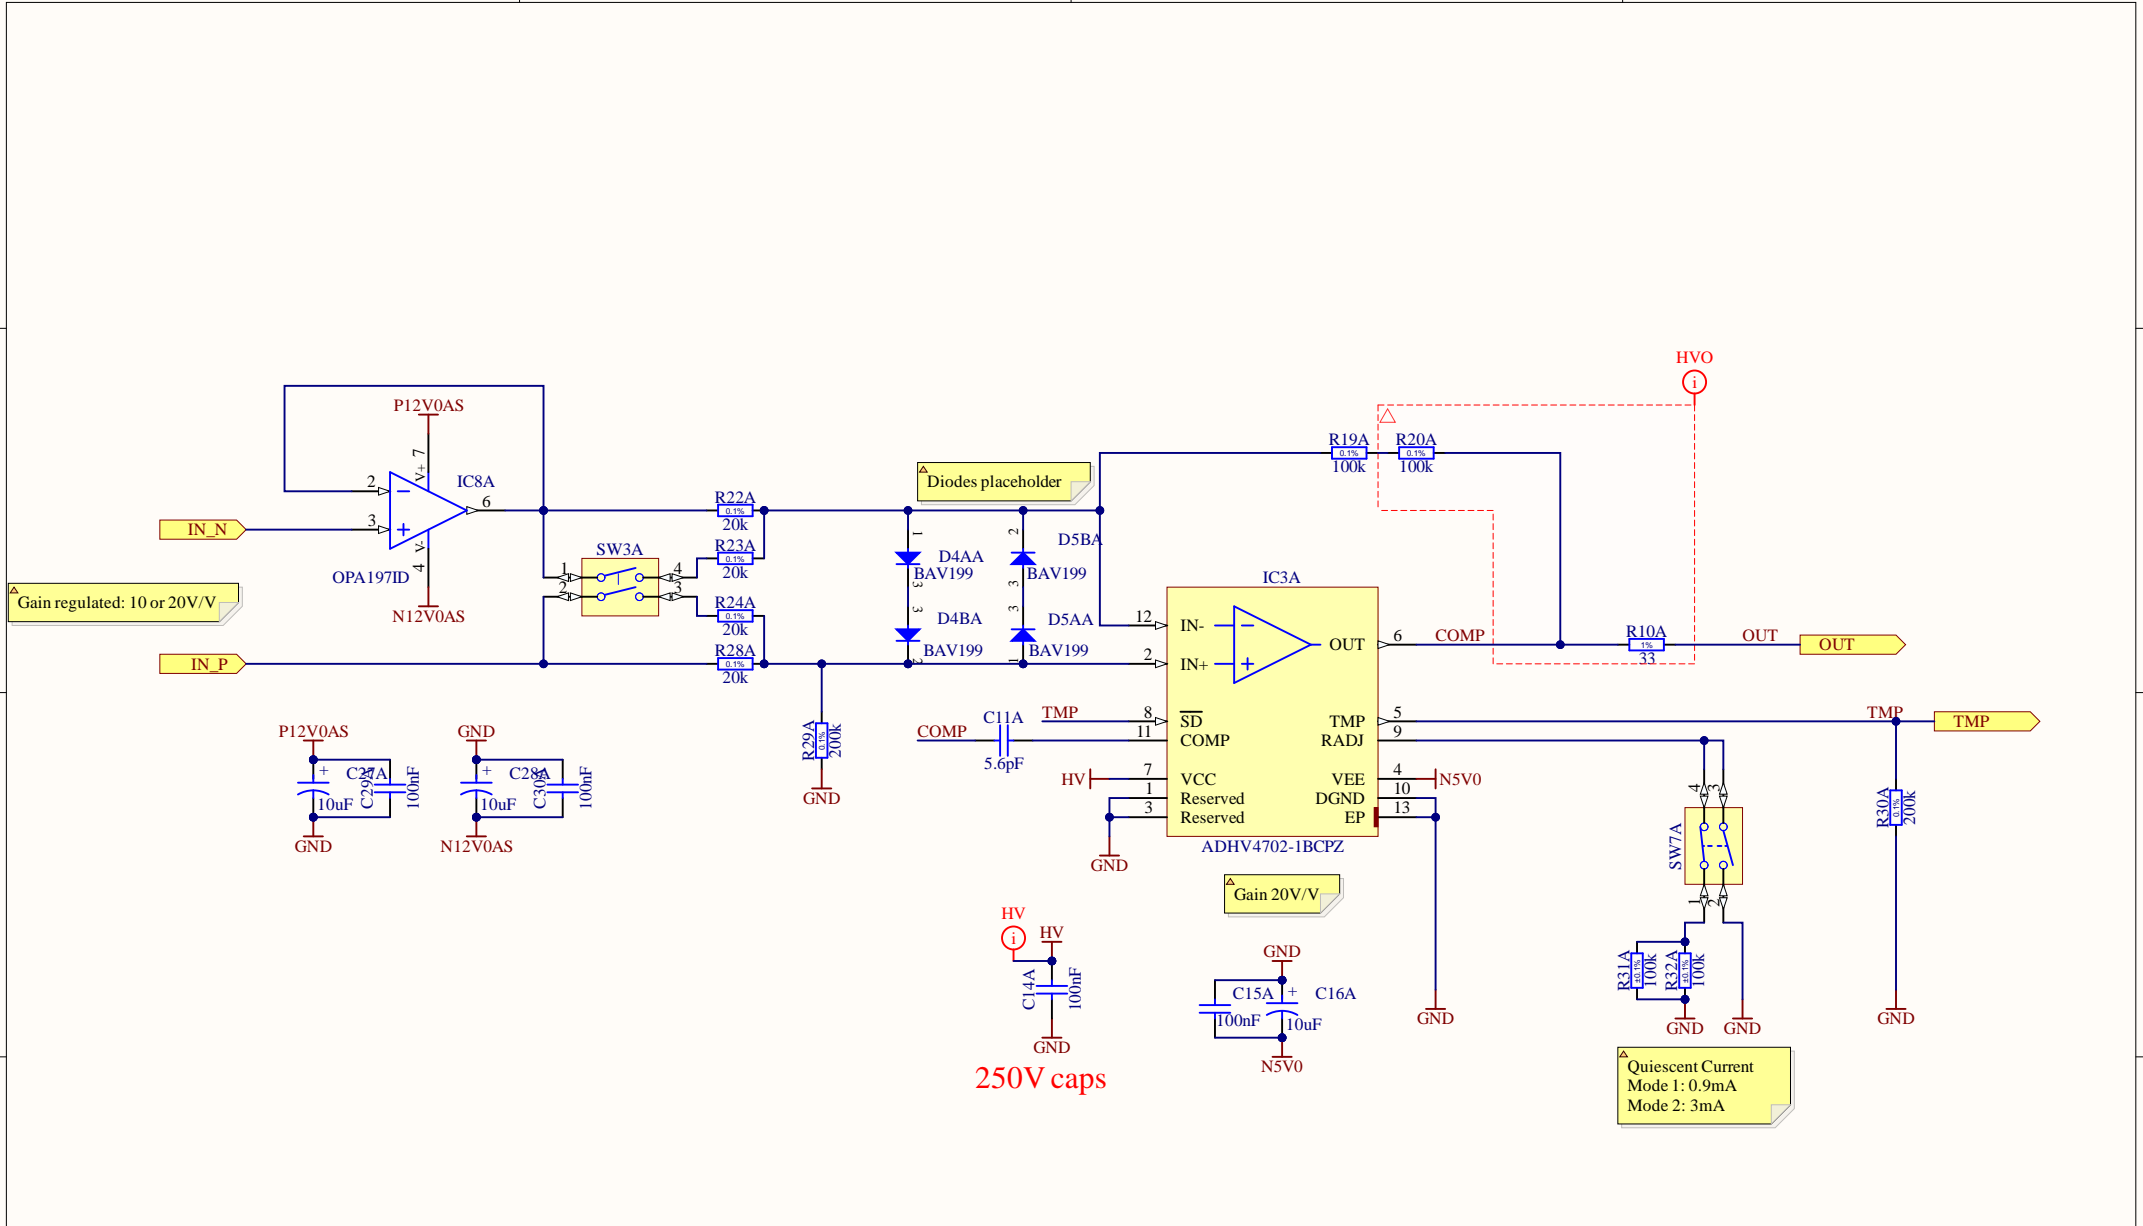 HVO
i
P12V0AS
7
V+
2
IC8A
6
3
V-
4
OPA197ID
N12V0AS
IN_N
Gain regulated: 10 or 20V/V
IN_P
SW3A
1
2
4
3
R22A
0.1%
20k
R23A
0.1%
20k
R24A
0.1%
20k
R28A
0.1%
20k
R29A
0.1%
200k
GND
Diodes placeholder
1
D4AA
BAV199
3
3
D4BA
BAV199
2
2
D5BA
BAV199
3
3
D5AA
BAV199
1
R19A
0.1%
100k
R20A
0.1%
100k
IC3A
12
IN-
2
IN+
8
SD
11
COMP
7
VCC
1
Reserved
3
Reserved
OUT
6
TMP
5
RADJ
9
VEE
4
DGND
10
EP
13
ADHV4702-1BCPZ
COMP
R10A
1%
33
OUT
OUT
TMP
TMP
TMP
COMP
C11A
5.6pF
HV
N5V0
GND
GND
Gain 20V/V
P12V0AS
+
C27A
10uF
C29A
100nF
GND
GND
+
C28A
10uF
C30A
100nF
N12V0AS
HV
i
HV
C14A
100nF
GND
250V caps
GND
C15A
100nF
+
C16A
10uF
N5V0
SW7A
4
3
1
2
R31A
±0.1%
100k
R32A
±0.1%
100k
GND
GND
R30A
0.1%
200k
GND
Quiescent Current
Mode 1: 0.9mA
Mode 2: 3mA